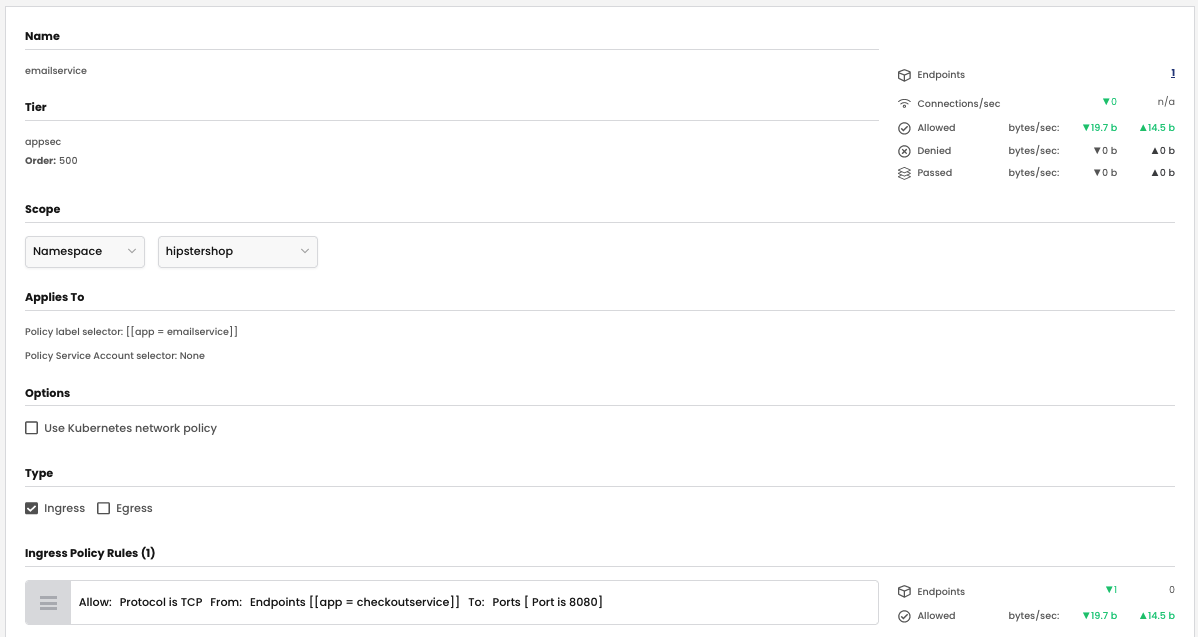 Name
emailservice
Endpoints 1
Connections/sec ▼0 n/a
Tier
Allowed bytes/sec: ▼19.7 b ▲14.5 b
appsec
Denied bytes/sec: ▼0 b ▲0 b
Order: 500
Passed bytes/sec: ▼0 b ▲0 b
Scope
Namespace hipstershop
Applies To
Policy label selector: [[app = emailservice]]
Policy Service Account selector: None
Options
Use Kubernetes network policy
Type
Ingress Egress
Ingress Policy Rules (1)
Allow: Protocol is TCP From: Endpoints [[app = checkoutservice]] To: Ports [ Port is 8080]
Endpoints ▼1 0
Allowed bytes/sec: ▼19.7 b ▲14.5 b